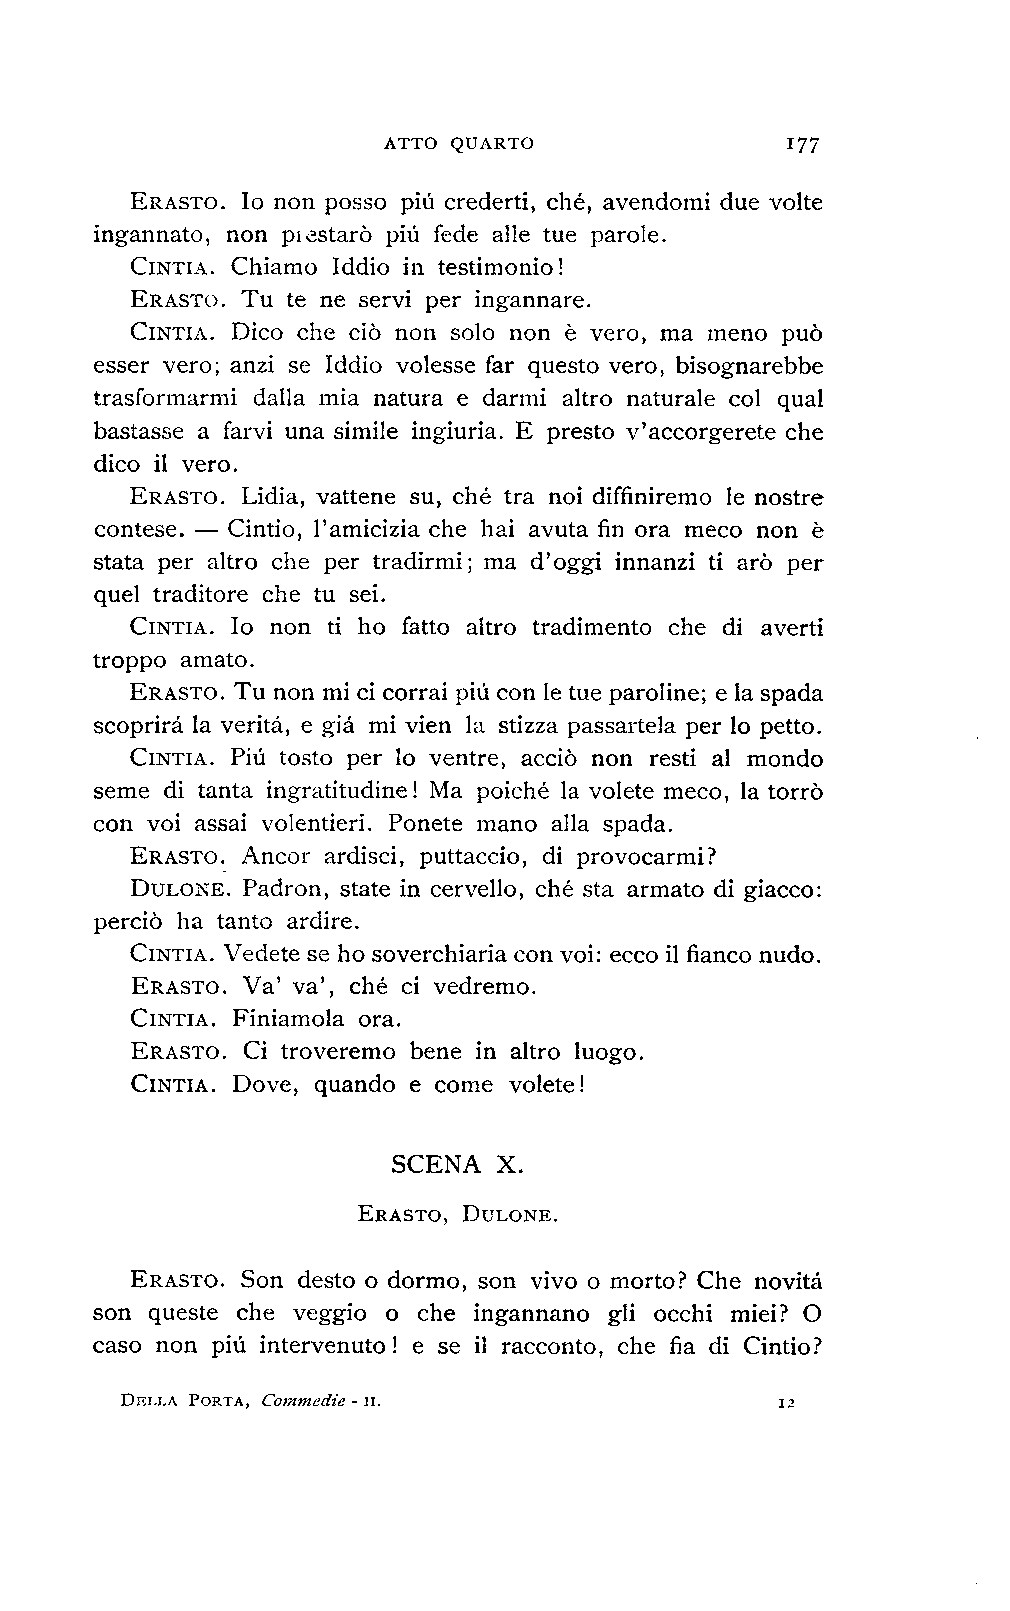 ATTO QUARTO 177
ERASTO. Io non posso piú crederti, ché, avendomi due volte
ingannato, non prestarò piú fede alle tue parole.
CINTIA. Chiamo Iddio in testimonio!
ERASTO. Tu te ne servi per ingannare.
CINTIA. Dico che ciò non solo non è vero, ma meno può
esser vero; anzi se Iddio volesse far questo vero, bisognarebbe
trasformarmi dalla mia natura e darmi altro naturale col qual
bastasse a farvi una simile ingiuria. E presto v'accorgerete che
dico il vero.
ERASTO. Lidia, vattene su, ché tra noi diffiniremo le nostre
contese. — Cintio, l'amicizia che hai avuta fin ora meco non è
stata per altro che per tradirmi; ma d'oggi innanzi ti arò per
quel traditore che tu sei.
CINTIA. Io non ti ho fatto altro tradimento che di averti
troppo amato.
ERASTO. Tu non mi ci corrai piú con le tue paroline; e la spada
scoprirá la veritá, e giá mi vien la stizza passartela per lo petto.
CINTIA. Piú tosto per lo ventre, acciò non resti al mondo
seme di tanta ingratitudine! Ma poiché la volete meco, la torrò
con voi assai volentieri. Ponete mano alla spada.
ERASTO. Ancor ardisci, puttaccio, di provocarmi?
DULONE. Padron, state in cervello, ché sta armato di giacco:
perciò ha tanto ardire.
CINTIA. Vedete se ho soverchiaria con voi: ecco il fianco nudo.
ERASTO. Va' va', ché ci vedremo.
CINTIA. Finiamola ora.
ERASTO. Ci troveremo bene in altro luogo.
CINTIA. Dove, quando e come volete!
SCENA X.
ERASTO, DULONE.
ERASTO. Son desto o dormo, son vivo o morto? Che novitá
son queste che veggio o che ingannano gli occhi miei? O
caso non piú intervenuto! e se il racconto, che fia di Cintio?
DELLA PORTA, Commedie - II. 12